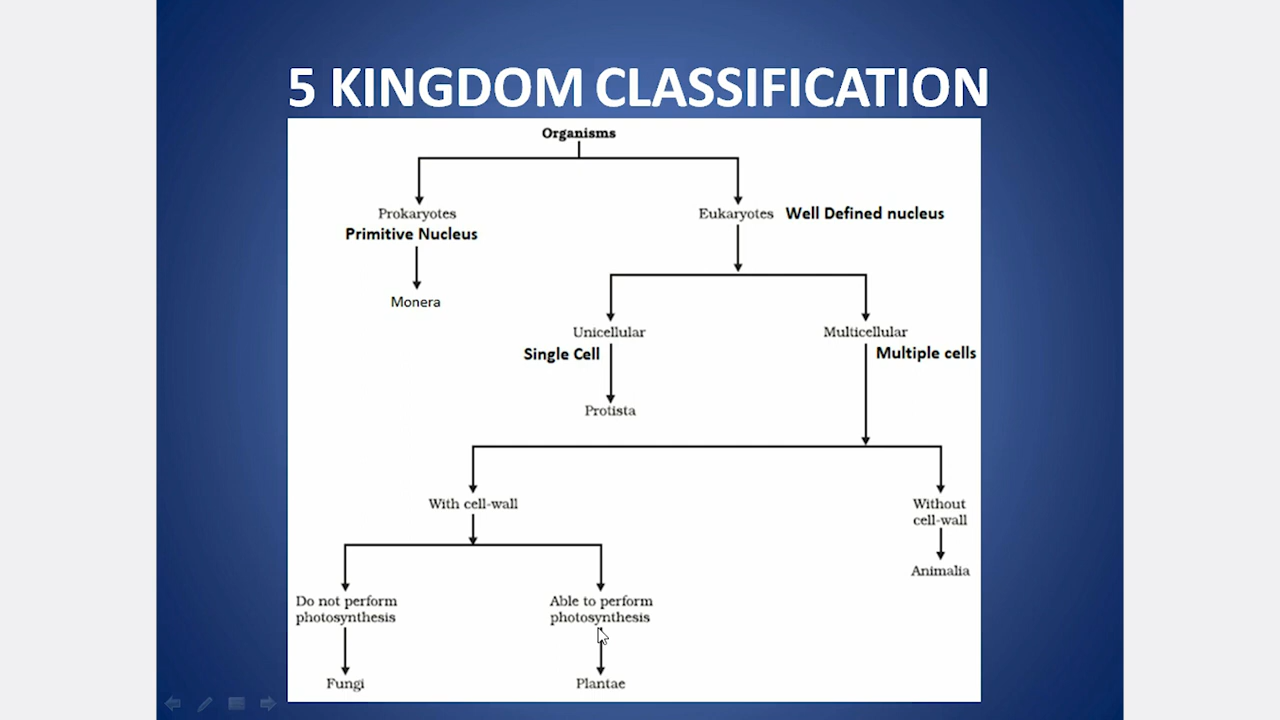 5 KINGDOM CLASSIFICATION
Organisms
Prokaryotes
Primitive Nucleus
Eukaryotes Well Defined nucleus
Monera
Unicellular
Single Cell
Multicellular
Multiple cells
Protista
With cell-wall
Without
cell-wall
Animalia
Do not perform
photosynthesis
Able to perform
photosynthesis
Fungi
Plantae